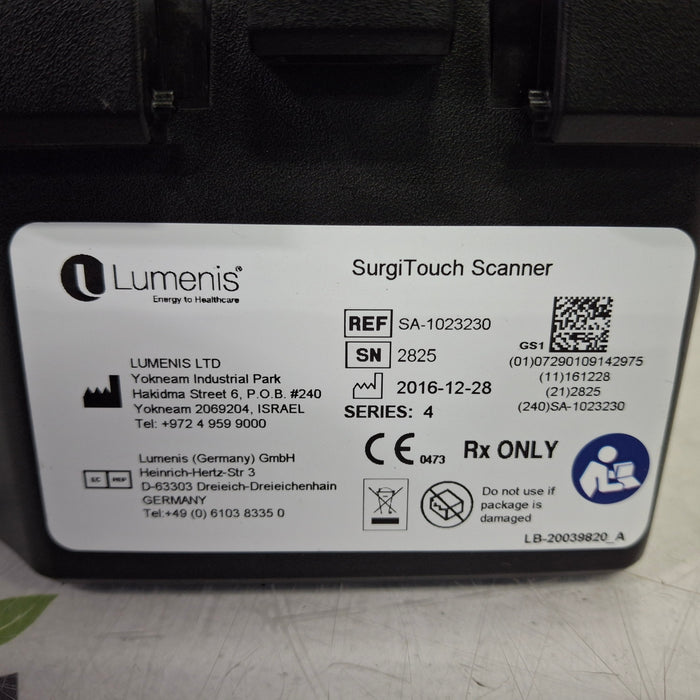 Lumenis®
Energy to Healthcare
SurgiTouch Scanner
REF SA-1023230
SN 2825
2016-12-28
SERIES: 4
GS1
(01)07290109142975
(11)161228
(21)2825
(240)SA-1023230
LUMENIS LTD
Yokneam Industrial Park
Hakidma Street 6, P.O.B. #240
Yokneam 2069204, ISRAEL
Tel: +972 4 959 9000
EC REP
Lumenis (Germany) GmbH
Heinrich-Hertz-Str 3
D-63303 Dreieich-Dreieichenhain
GERMANY
Tel:+49 (0) 6103 8335 0
CE 0473
Rx ONLY
Do not use if
package is
damaged
LB-20039820_A